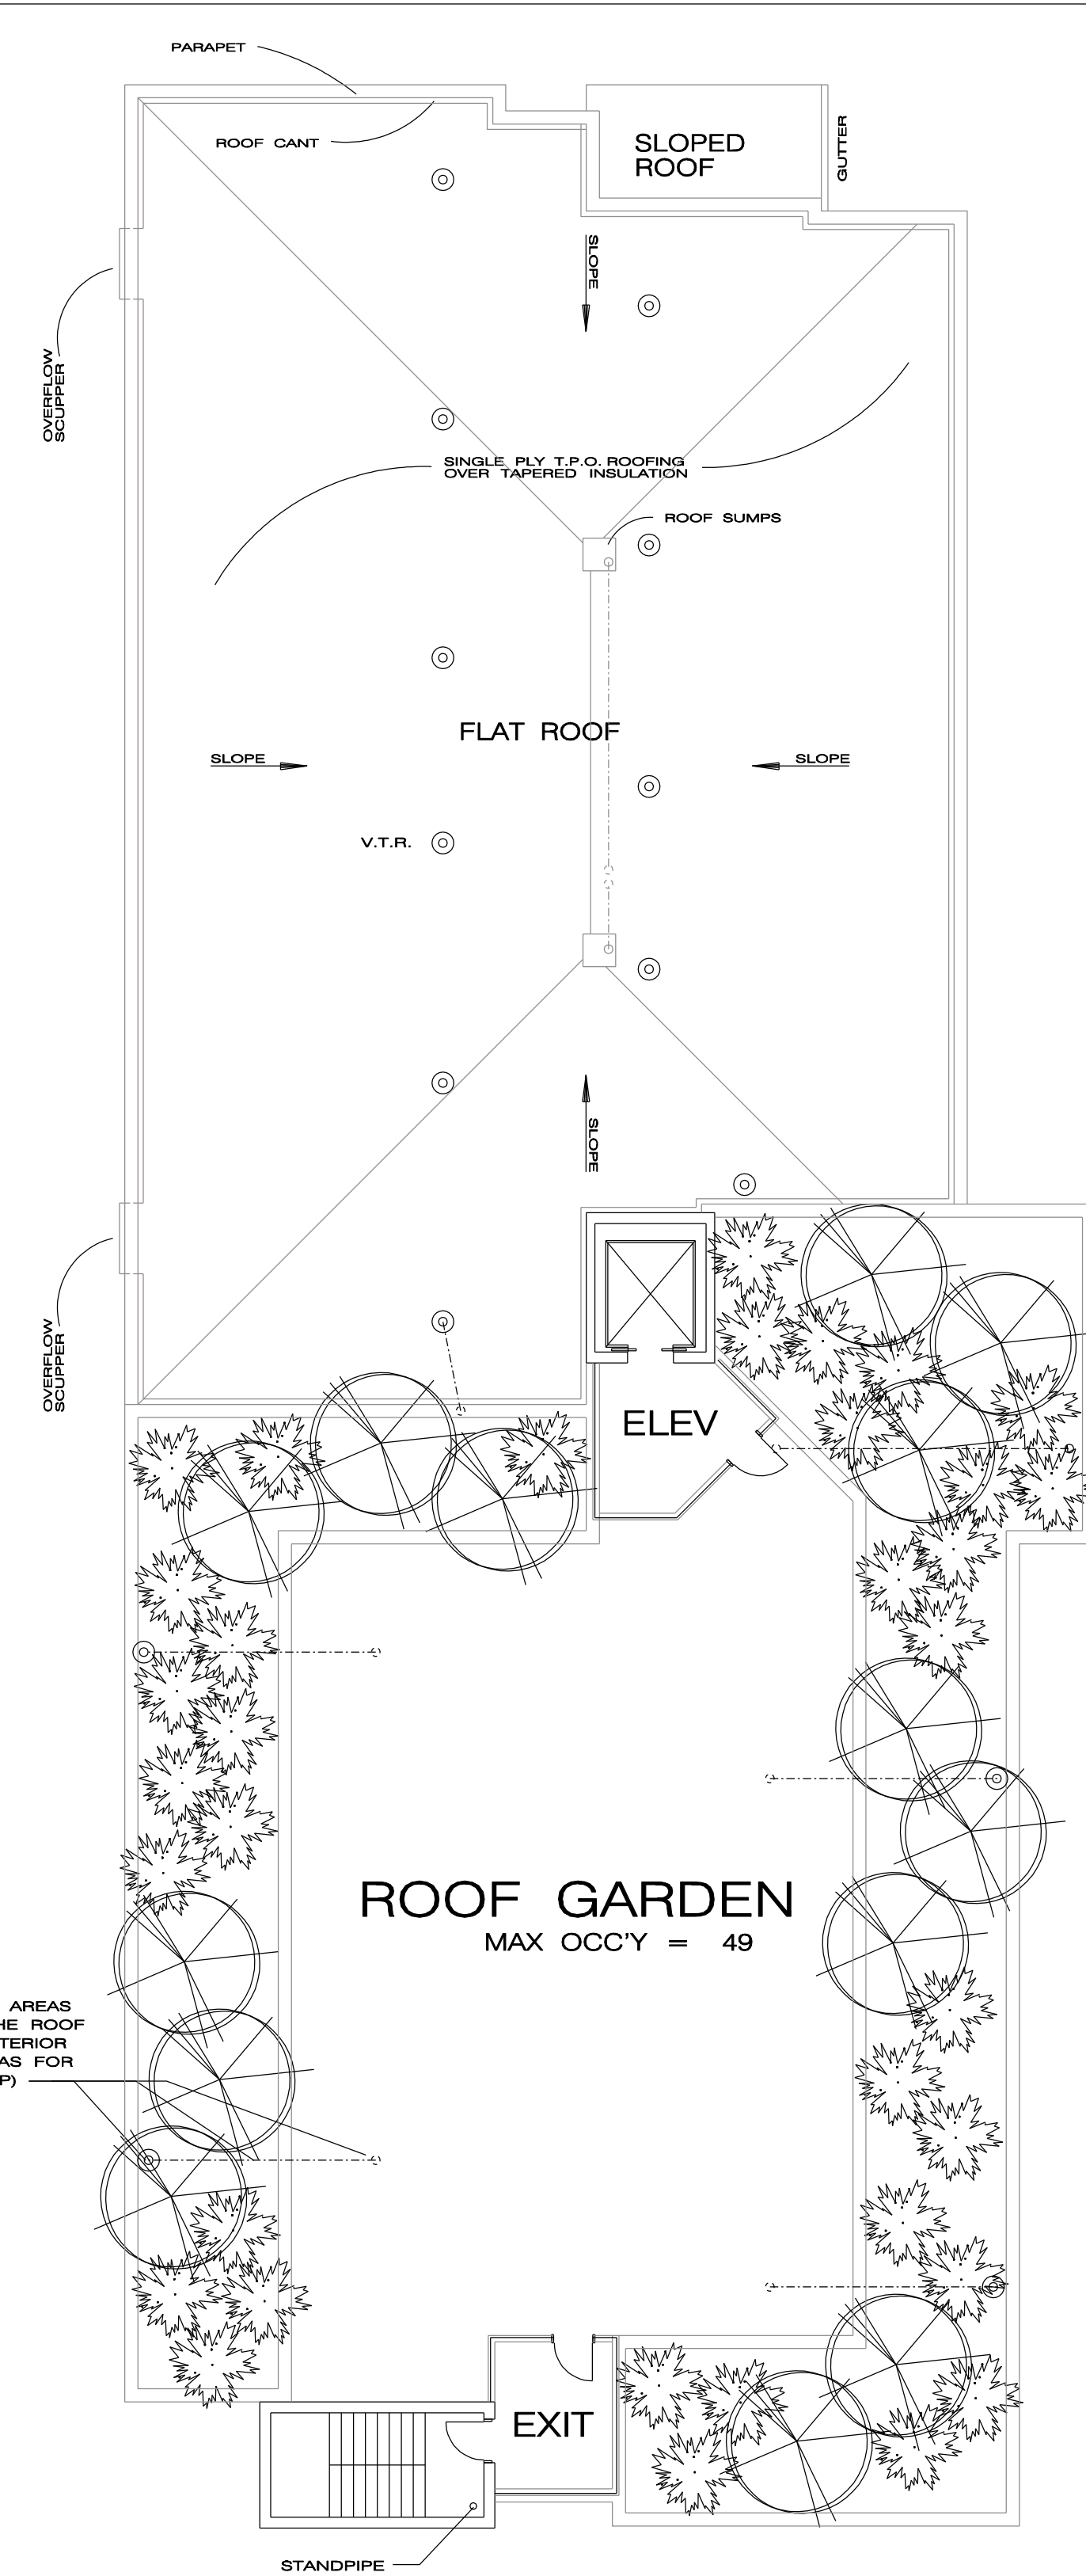 PARAPET
ROOF CANT
SLOPED
ROOF
GUTTER
SLOPE
OVERFLOW
SCUPPER
SINGLE PLY T.P.O. ROOFING
OVER TAPERED INSULATION
ROOF SUMPS
FLAT ROOF
SLOPE
SLOPE
V.T.R.
SLOPE
OVERFLOW
SCUPPER
ELEV
ROOF GARDEN
MAX OCC'Y = 49
AREAS
HE ROOF
TERIOR
AS FOR
P)
EXIT
STANDPIPE